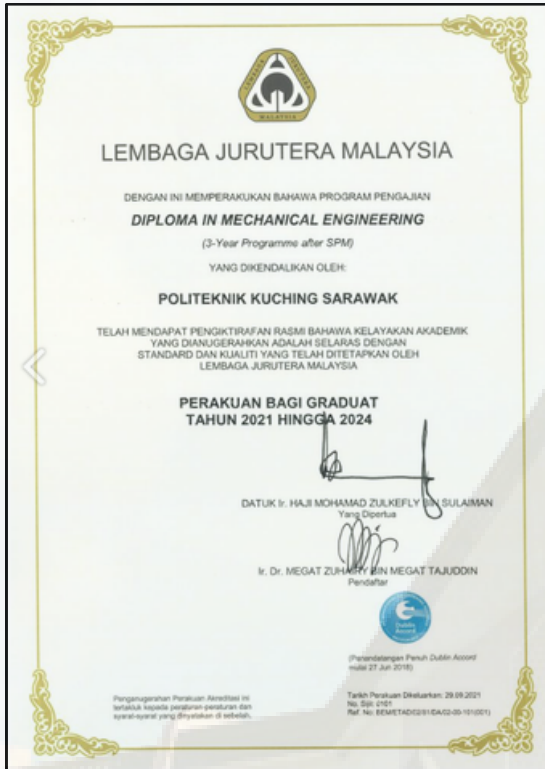 MALAYSIA
LEMBAGA JURUTERA MALAYSIA
DENGAN INI MEMPERAKUKAN BAHAWA PROGRAM PENGAJIAN
DIPLOMA IN MECHANICAL ENGINEERING
(3-Year Programme after SPM)
YANG DIKENDALIKAN OLEH:
POLITEKNIK KUCHING SARAWAK
TELAH MENDAPAT PENGIKTIRAFAN RASMI BAHAWA KELAYAKAN AKADEMIK
YANG DIANUGERAHKAN ADALAH SELARAS DENGAN
STANDARD DAN KUALITI YANG TELAH DITETAPKAN OLEH
LEMBAGA JURUTERA MALAYSIA
PERAKUAN BAGI GRADUAT
TAHUN 2021 HINGGA 2024
DATUK Ir. HAJI MOHAMAD ZULKEFLY BIN SULAIMAN
Yang Dipertua
Ir. Dr. MEGAT ZUHAIRY BIN MEGAT TAJUDDIN
Pendaftar
Dublin
Accord
(Penandatangan Penuh Dublin Accord
mulai 27 Jun 2018)
Penganugerahan Perakuan Akreditasi ini
tertakluk kepada peraturan-peraturan dan
syarat-syarat yang dinyatakan di sebelah.
Tarikh Perakuan Dikeluarkan: 29.09.2021
No. Siri: 0101